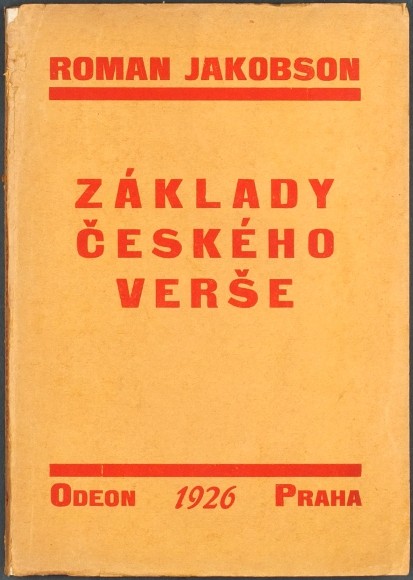 ROMAN JAKOBSON
ZÁKLADY
ČESKÉHO
VERŠE
ODEON 1926 PRAHA